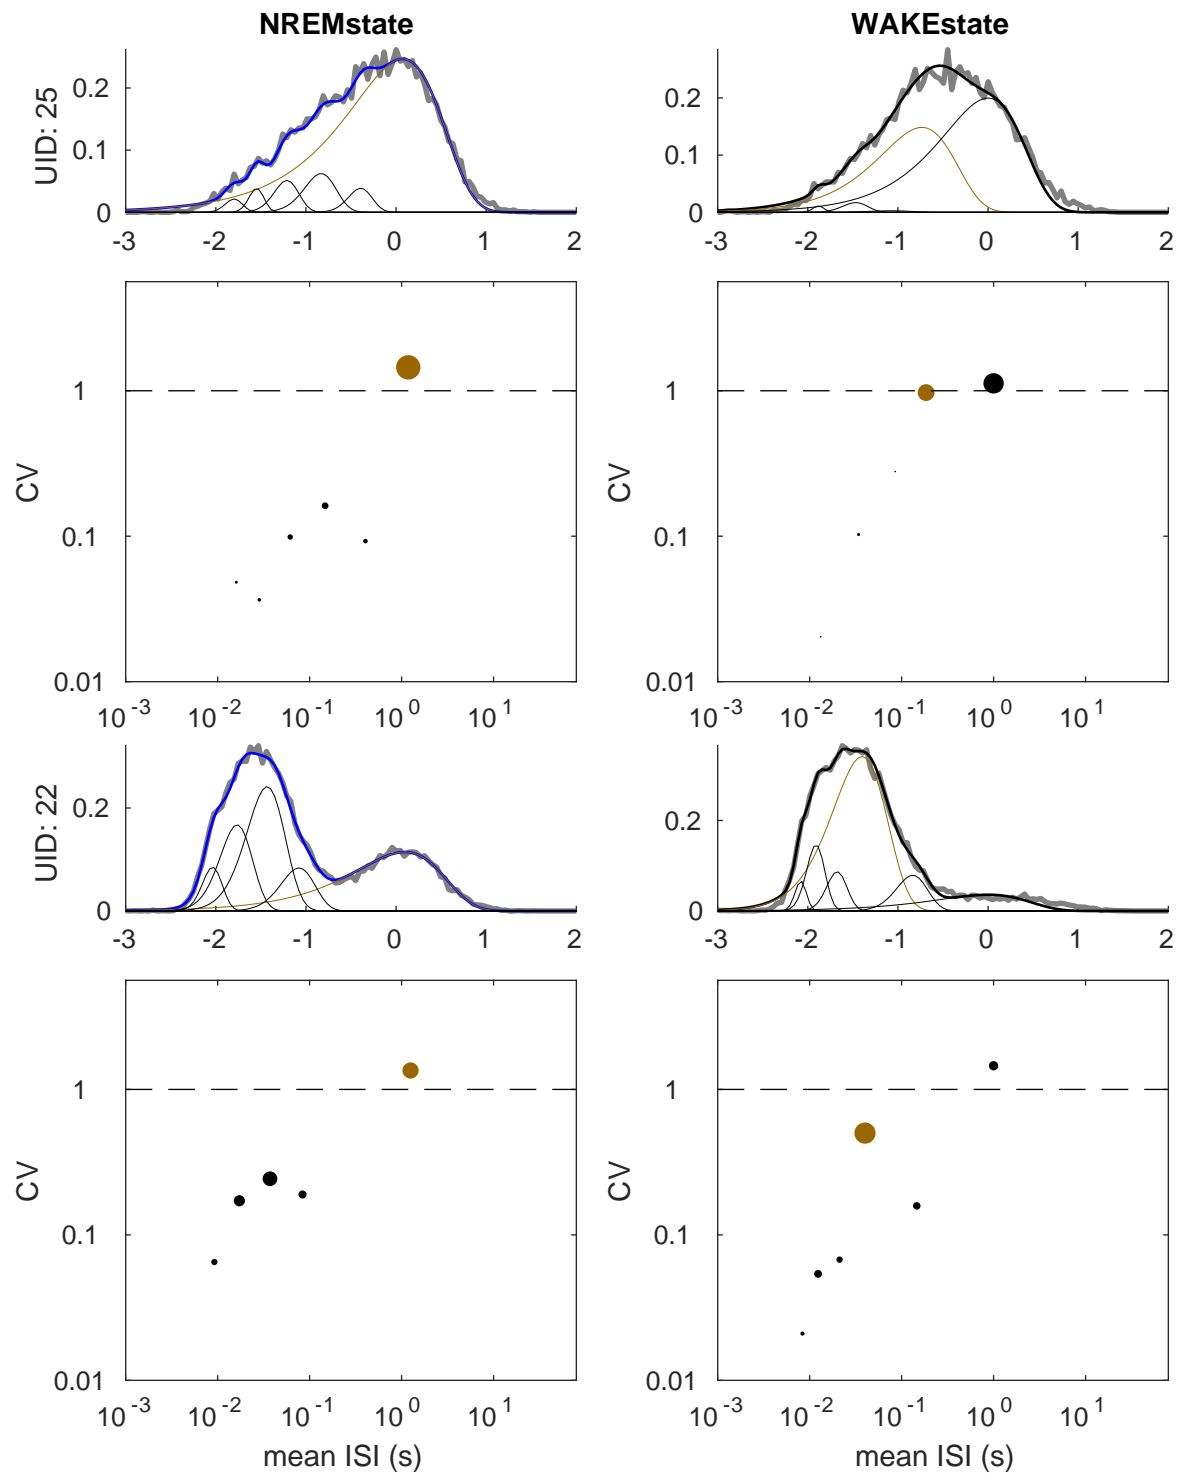 NREMstate WAKEstate
UID: 25
0.2 0.2
0.1 0.1
0 0
-3 -2 -1 0 1 2 -3 -2 -1 0 1 2
1 1
CV CV
0.1 0.1
0.01 0.01
10^-3 10^-2 10^-1 10^0 10^1 10^-3 10^-2 10^-1 10^0 10^1
UID: 22
0.2 0.2
0 0
-3 -2 -1 0 1 2 -3 -2 -1 0 1 2
1 1
CV CV
0.1 0.1
0.01 0.01
10^-3 10^-2 10^-1 10^0 10^1 10^-3 10^-2 10^-1 10^0 10^1
mean ISI (s) mean ISI (s)